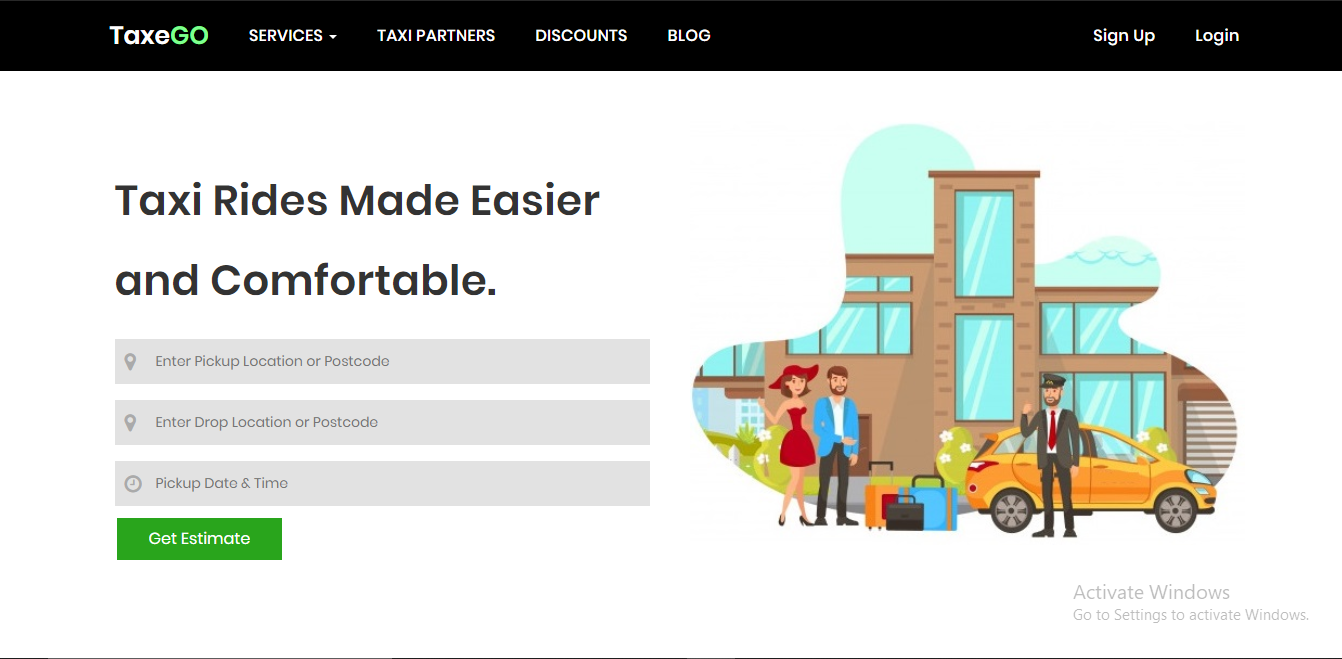 TaxeGO SERVICES TAXI PARTNERS DISCOUNTS BLOG Sign Up Login
Taxi Rides Made Easier
and Comfortable.
Enter Pickup Location or Postcode
Enter Drop Location or Postcode
Pickup Date & Time
Get Estimate
Activate Windows
Go to Settings to activate Windows.